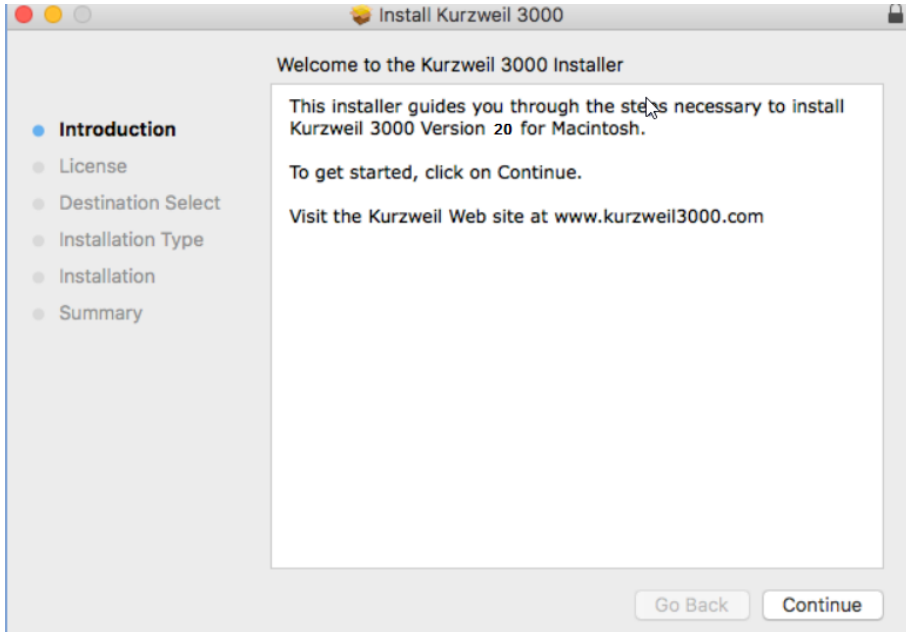 Install Kurzweil 3000
Welcome to the Kurzweil 3000 Installer
Introduction
License
Destination Select
Installation Type
Installation
Summary
This installer guides you through the steps necessary to install
Kurzweil 3000 Version 20 for Macintosh.
To get started, click on Continue.
Visit the Kurzweil Web site at www.kurzweil3000.com
Go Back
Continue